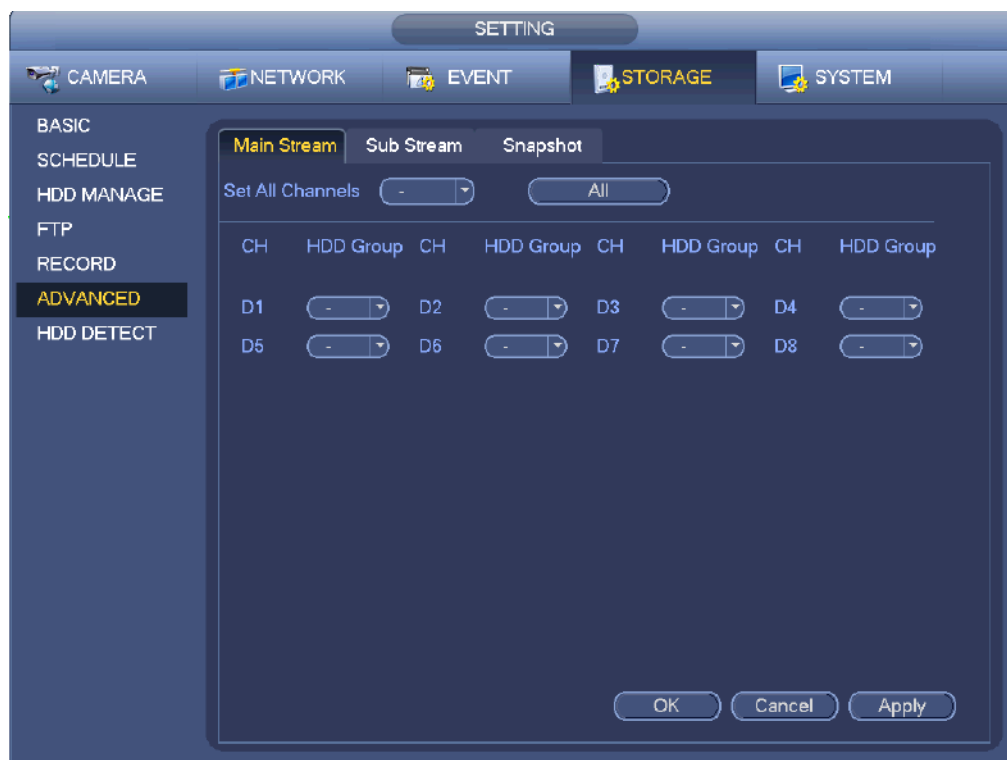 SETTING
CAMERA NETWORK EVENT STORAGE SYSTEM
BASIC
SCHEDULE
HDD MANAGE
FTP
RECORD
ADVANCED
HDD DETECT
Main Stream Sub Stream Snapshot
Set All Channels - All
CH HDD Group CH HDD Group CH HDD Group CH HDD Group
D1 - D2 - D3 - D4 -
D5 - D6 - D7 - D8 -
OK Cancel Apply